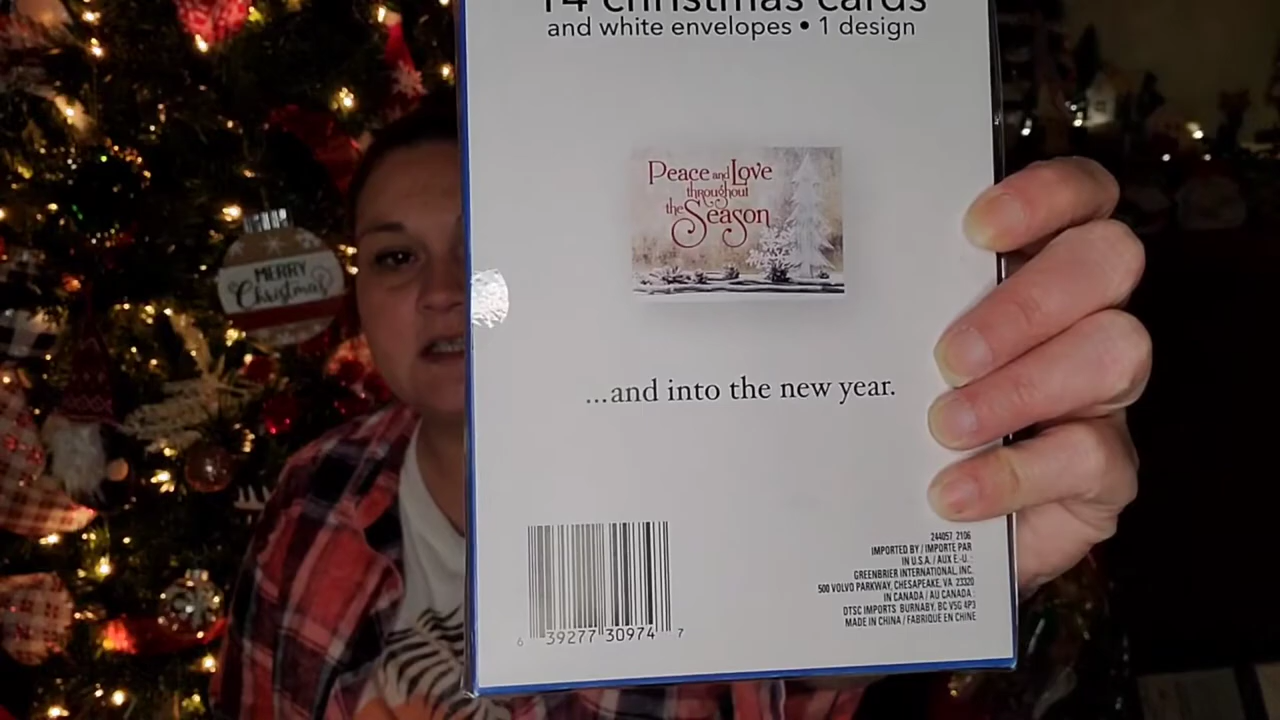 14 christmas cards
and white envelopes • 1 design
Peace and Love
throughout
the Season
MERRY
Christmas
...and into the new year.
244057 2106
IMPORTED BY / IMPORTE PAR
IN U.S.A. / AUX E.-U. :
GREENBRIER INTERNATIONAL, INC.
500 VOLVO PARKWAY, CHESAPEAKE, VA 23320
IN CANADA / AU CANADA :
DTSC IMPORTS BURNABY, BC V5G 4P3
MADE IN CHINA / FABRIQUE EN CHINE
6 39277 30974 7